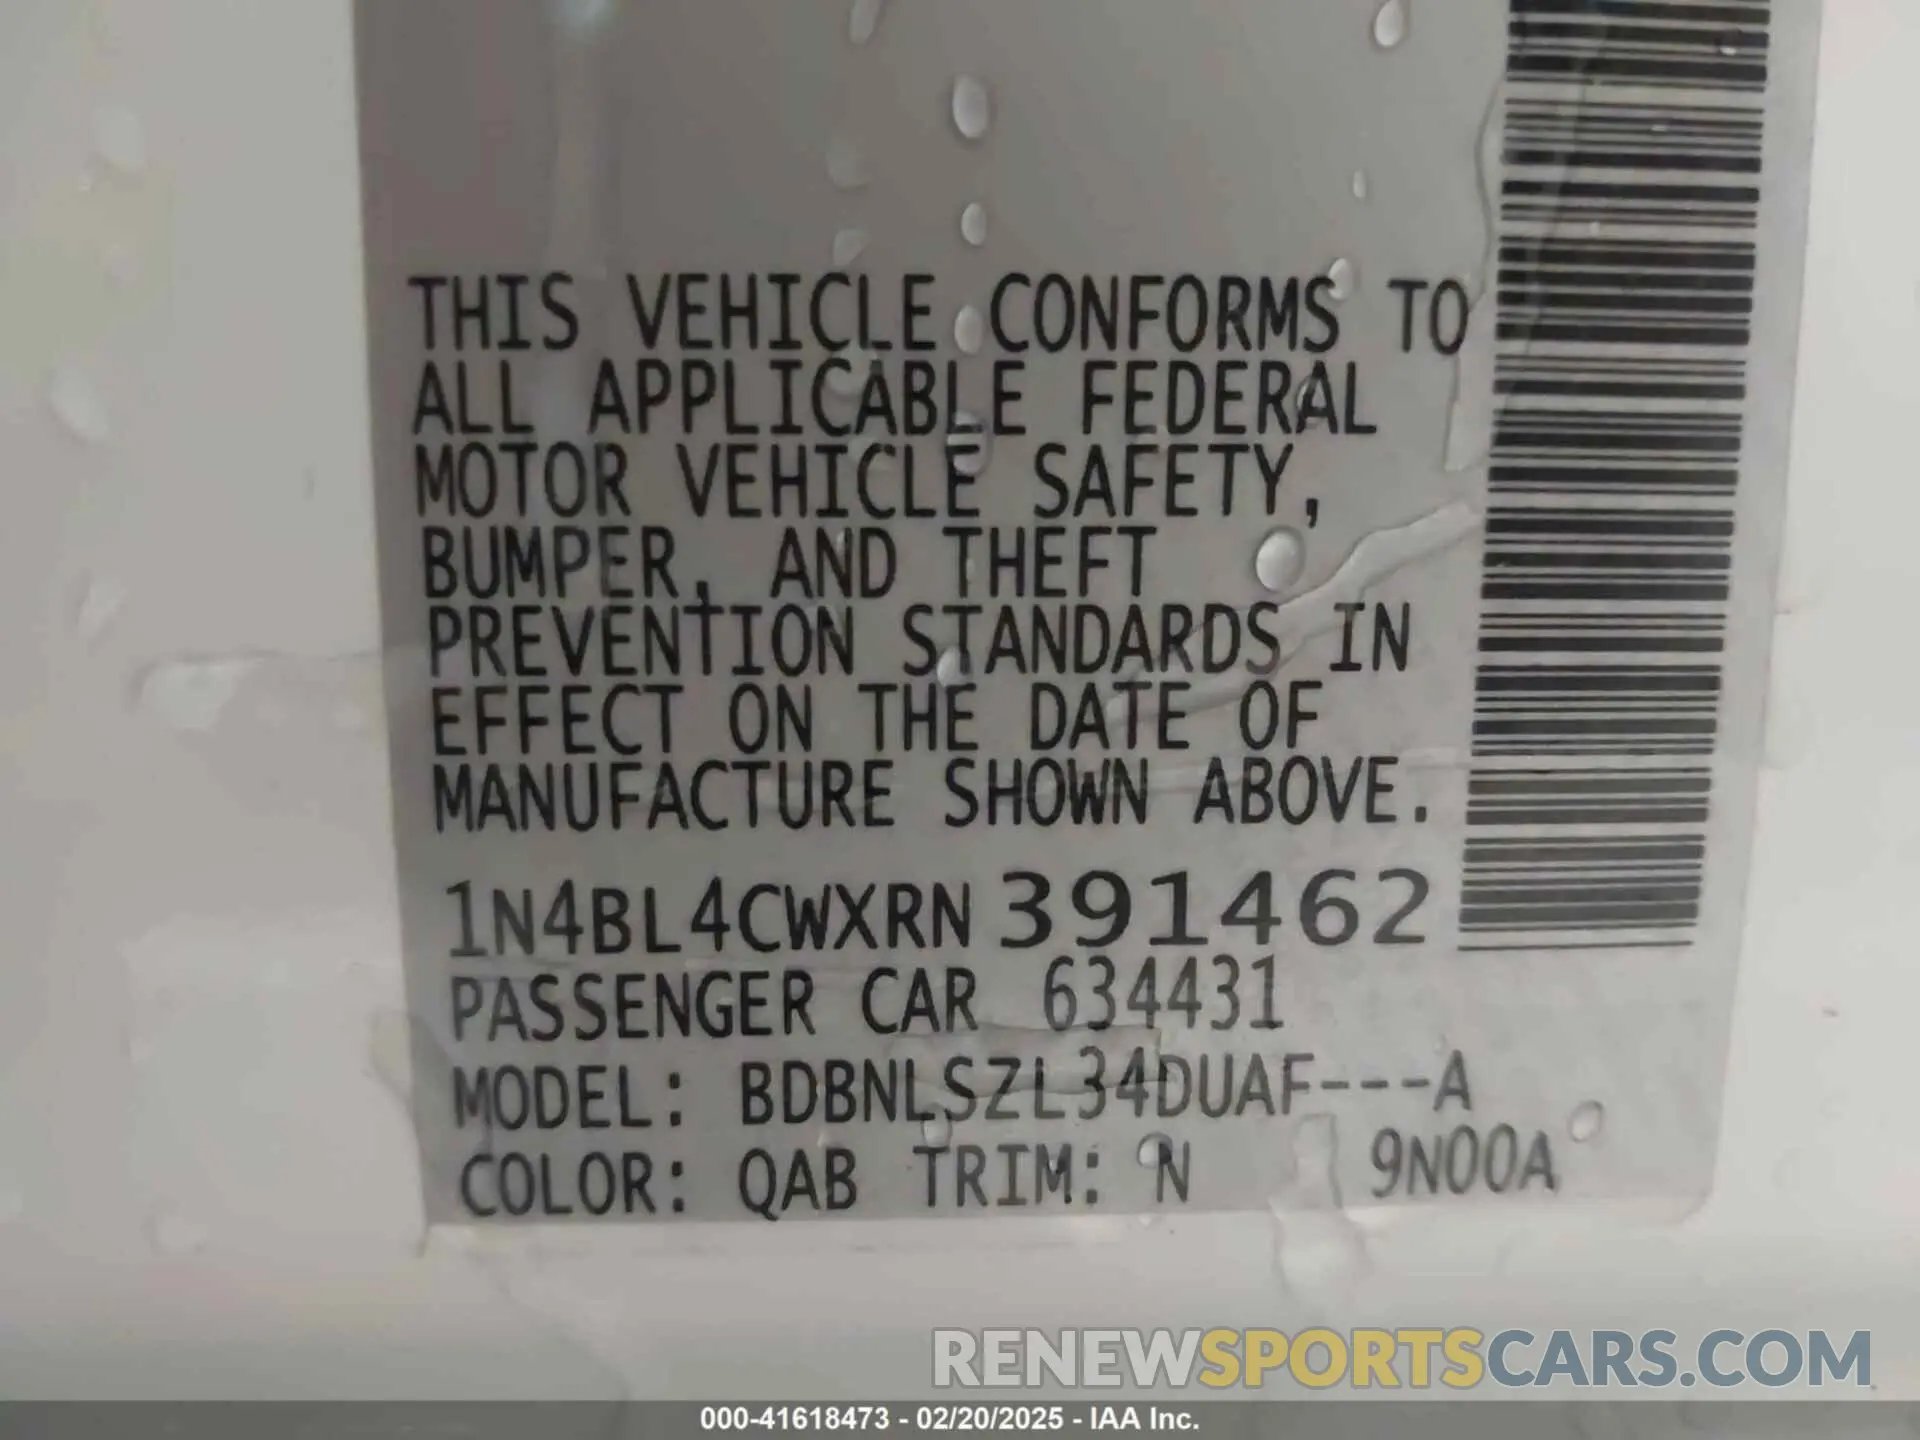 THIS VEHICLE CONFORMS TO
ALL APPLICABLE FEDERAL
MOTOR VEHICLE SAFETY,
BUMPER, AND THEFT
PREVENTION STANDARDS IN
EFFECT ON THE DATE OF
MANUFACTURE SHOWN ABOVE.
1N4BL4CWXRN391462
PASSENGER CAR 634431
MODEL: BDBNLSZL34DUAF---A
COLOR: QAB TRIM: N 9N00A
RENEWSPORTSCARS.COM
000-41618473 - 02/20/2025 - IAA Inc.